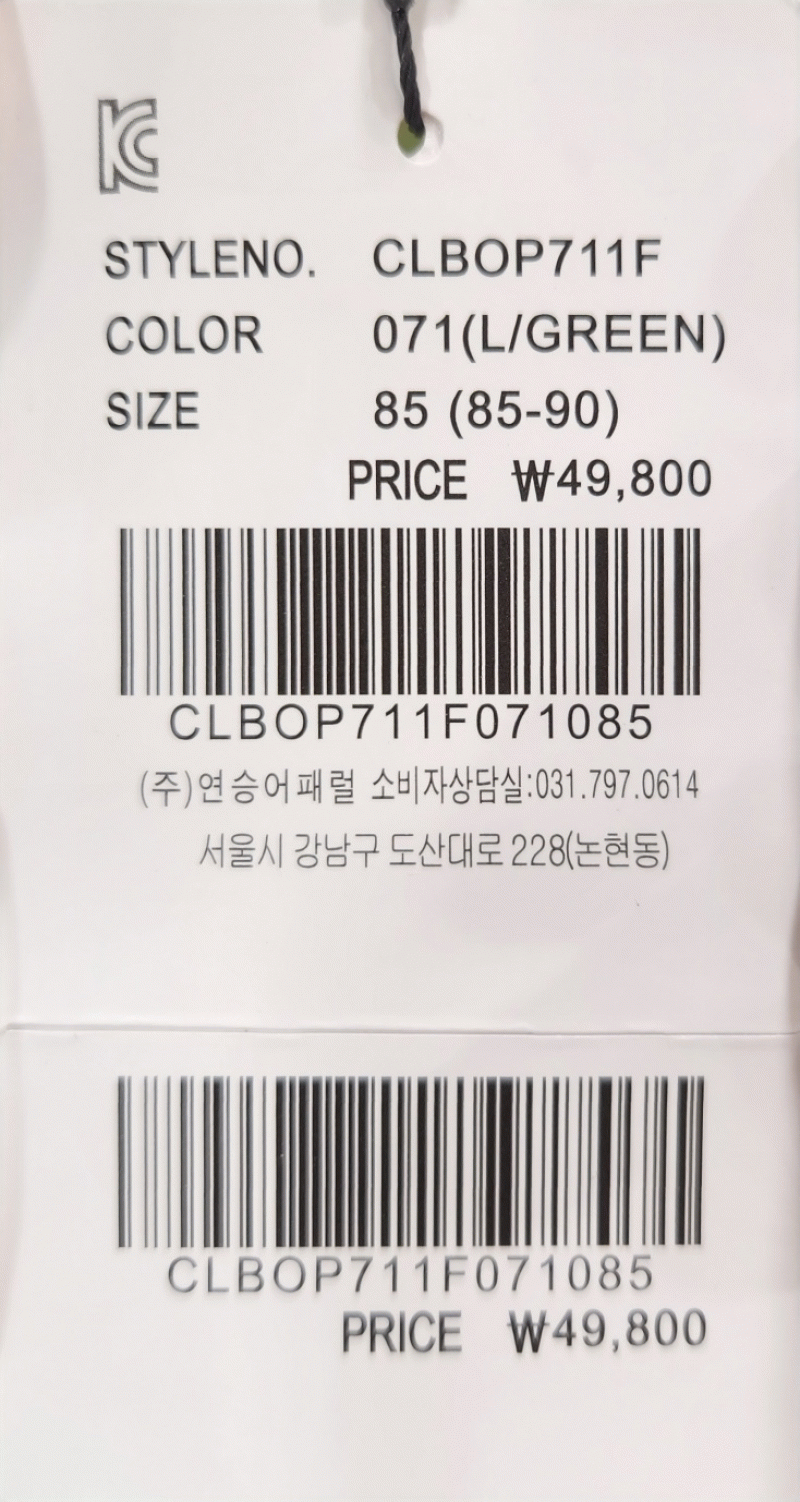 KC
STYLENO. CLBOP711F
COLOR 071(L/GREEN)
SIZE 85 (85-90)
PRICE ₩49,800
CLBOP711F071085
(주)연승어패럴 소비자상담실:031.797.0614
서울시 강남구 도산대로 228(논현동)
CLBOP711F071085
PRICE ₩49,800